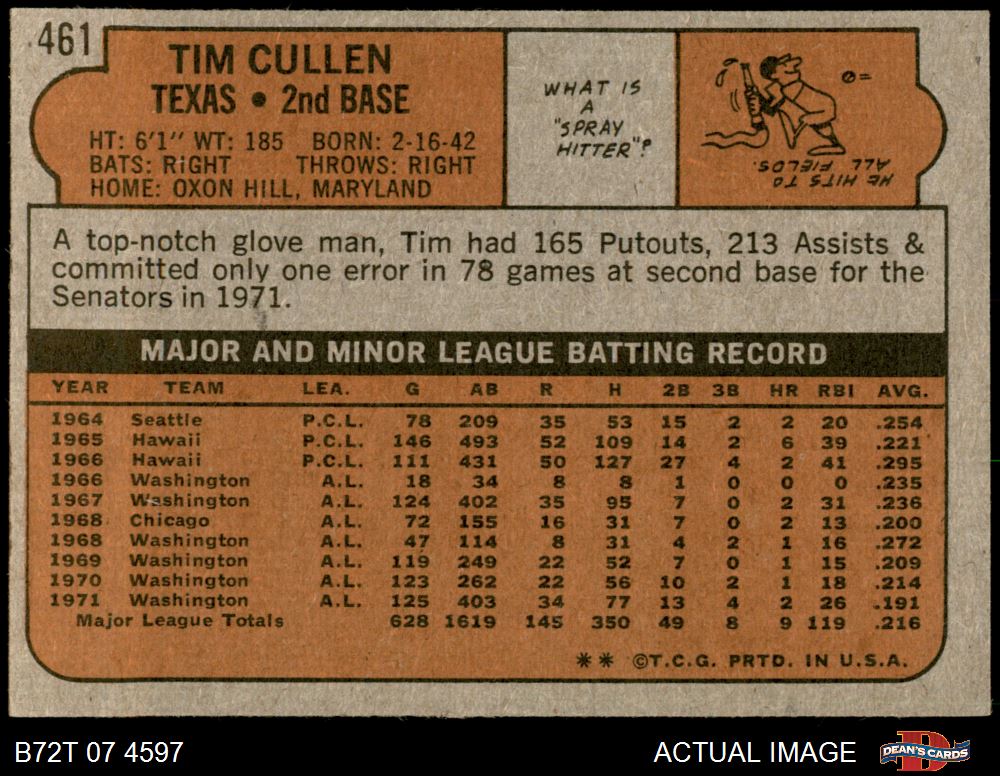 461
TIM CULLEN
TEXAS • 2nd BASE
HT: 6'1" WT: 185 BORN: 2-16-42
BATS: RIGHT THROWS: RIGHT
HOME: OXON HILL, MARYLAND
WHAT IS
A
"SPRAY
HITTER"?
HE HITS TO
ALL FIELDS.
A top-notch glove man, Tim had 165 Putouts, 213 Assists &
committed only one error in 78 games at second base for the
Senators in 1971.
MAJOR AND MINOR LEAGUE BATTING RECORD
YEAR TEAM LEA. G AB R H 2B 3B HR RBI AVG.
1964 Seattle P.C.L. 78 209 35 53 15 2 2 20 .254
1965 Hawaii P.C.L. 146 493 52 109 14 2 6 39 .221
1966 Hawaii P.C.L. 111 431 50 127 27 4 2 41 .295
1966 Washington A.L. 18 34 8 8 1 0 0 0 .235
1967 Washington A.L. 124 402 35 95 7 0 2 31 .236
1968 Chicago A.L. 72 155 16 31 7 0 2 13 .200
1968 Washington A.L. 47 114 8 31 4 2 1 16 .272
1969 Washington A.L. 119 249 22 52 7 0 1 15 .209
1970 Washington A.L. 123 262 22 56 10 2 1 18 .214
1971 Washington A.L. 125 403 34 77 13 4 2 26 .191
Major League Totals 628 1619 145 350 49 8 9 119 .216
** ©T.C.G. PRTD. IN U.S.A.
B72T 07 4597
ACTUAL IMAGE
D
DEAN'S CARDS